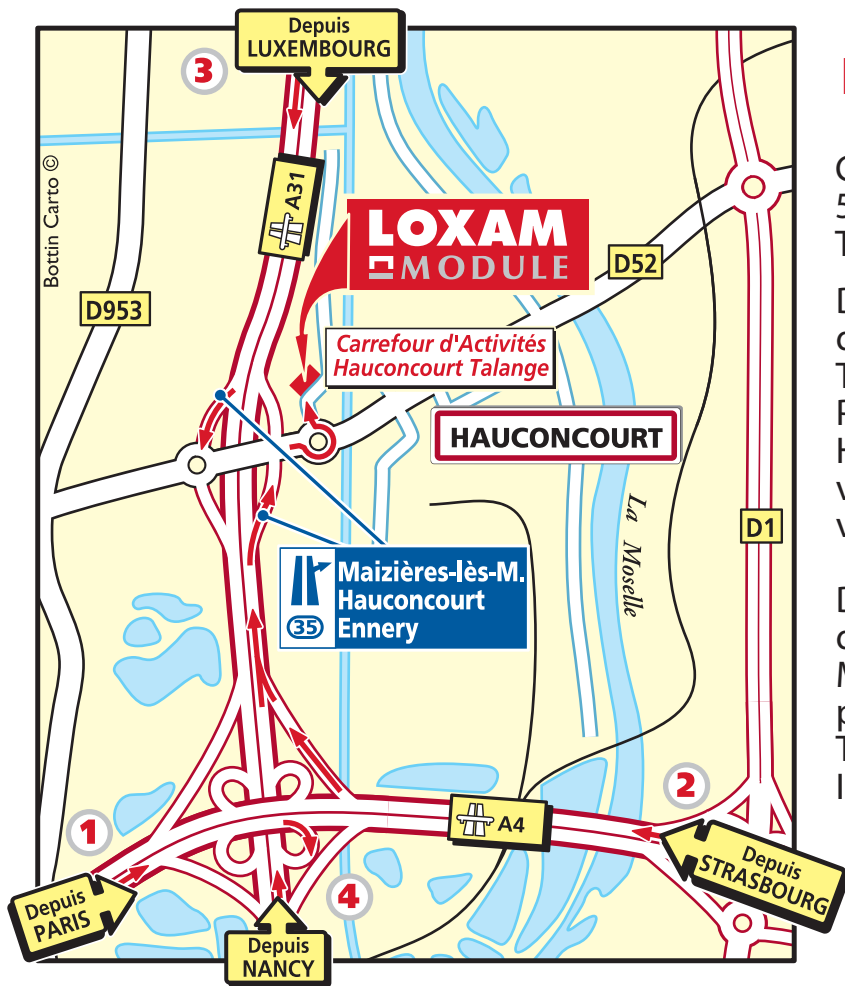 Depuis
LUXEMBOURG
3
Bottin Carto ©
A31
LOXAM
MODULE
D52
D953
Carrefour d'Activités
Hauconcourt Talange
HAUCONCOURT
La Moselle
D1
Maizières-lès-M.
Hauconcourt
Ennery
35
2
1
A4
Depuis
STRASBOURG
Depuis
PARIS
4
Depuis
NANCY